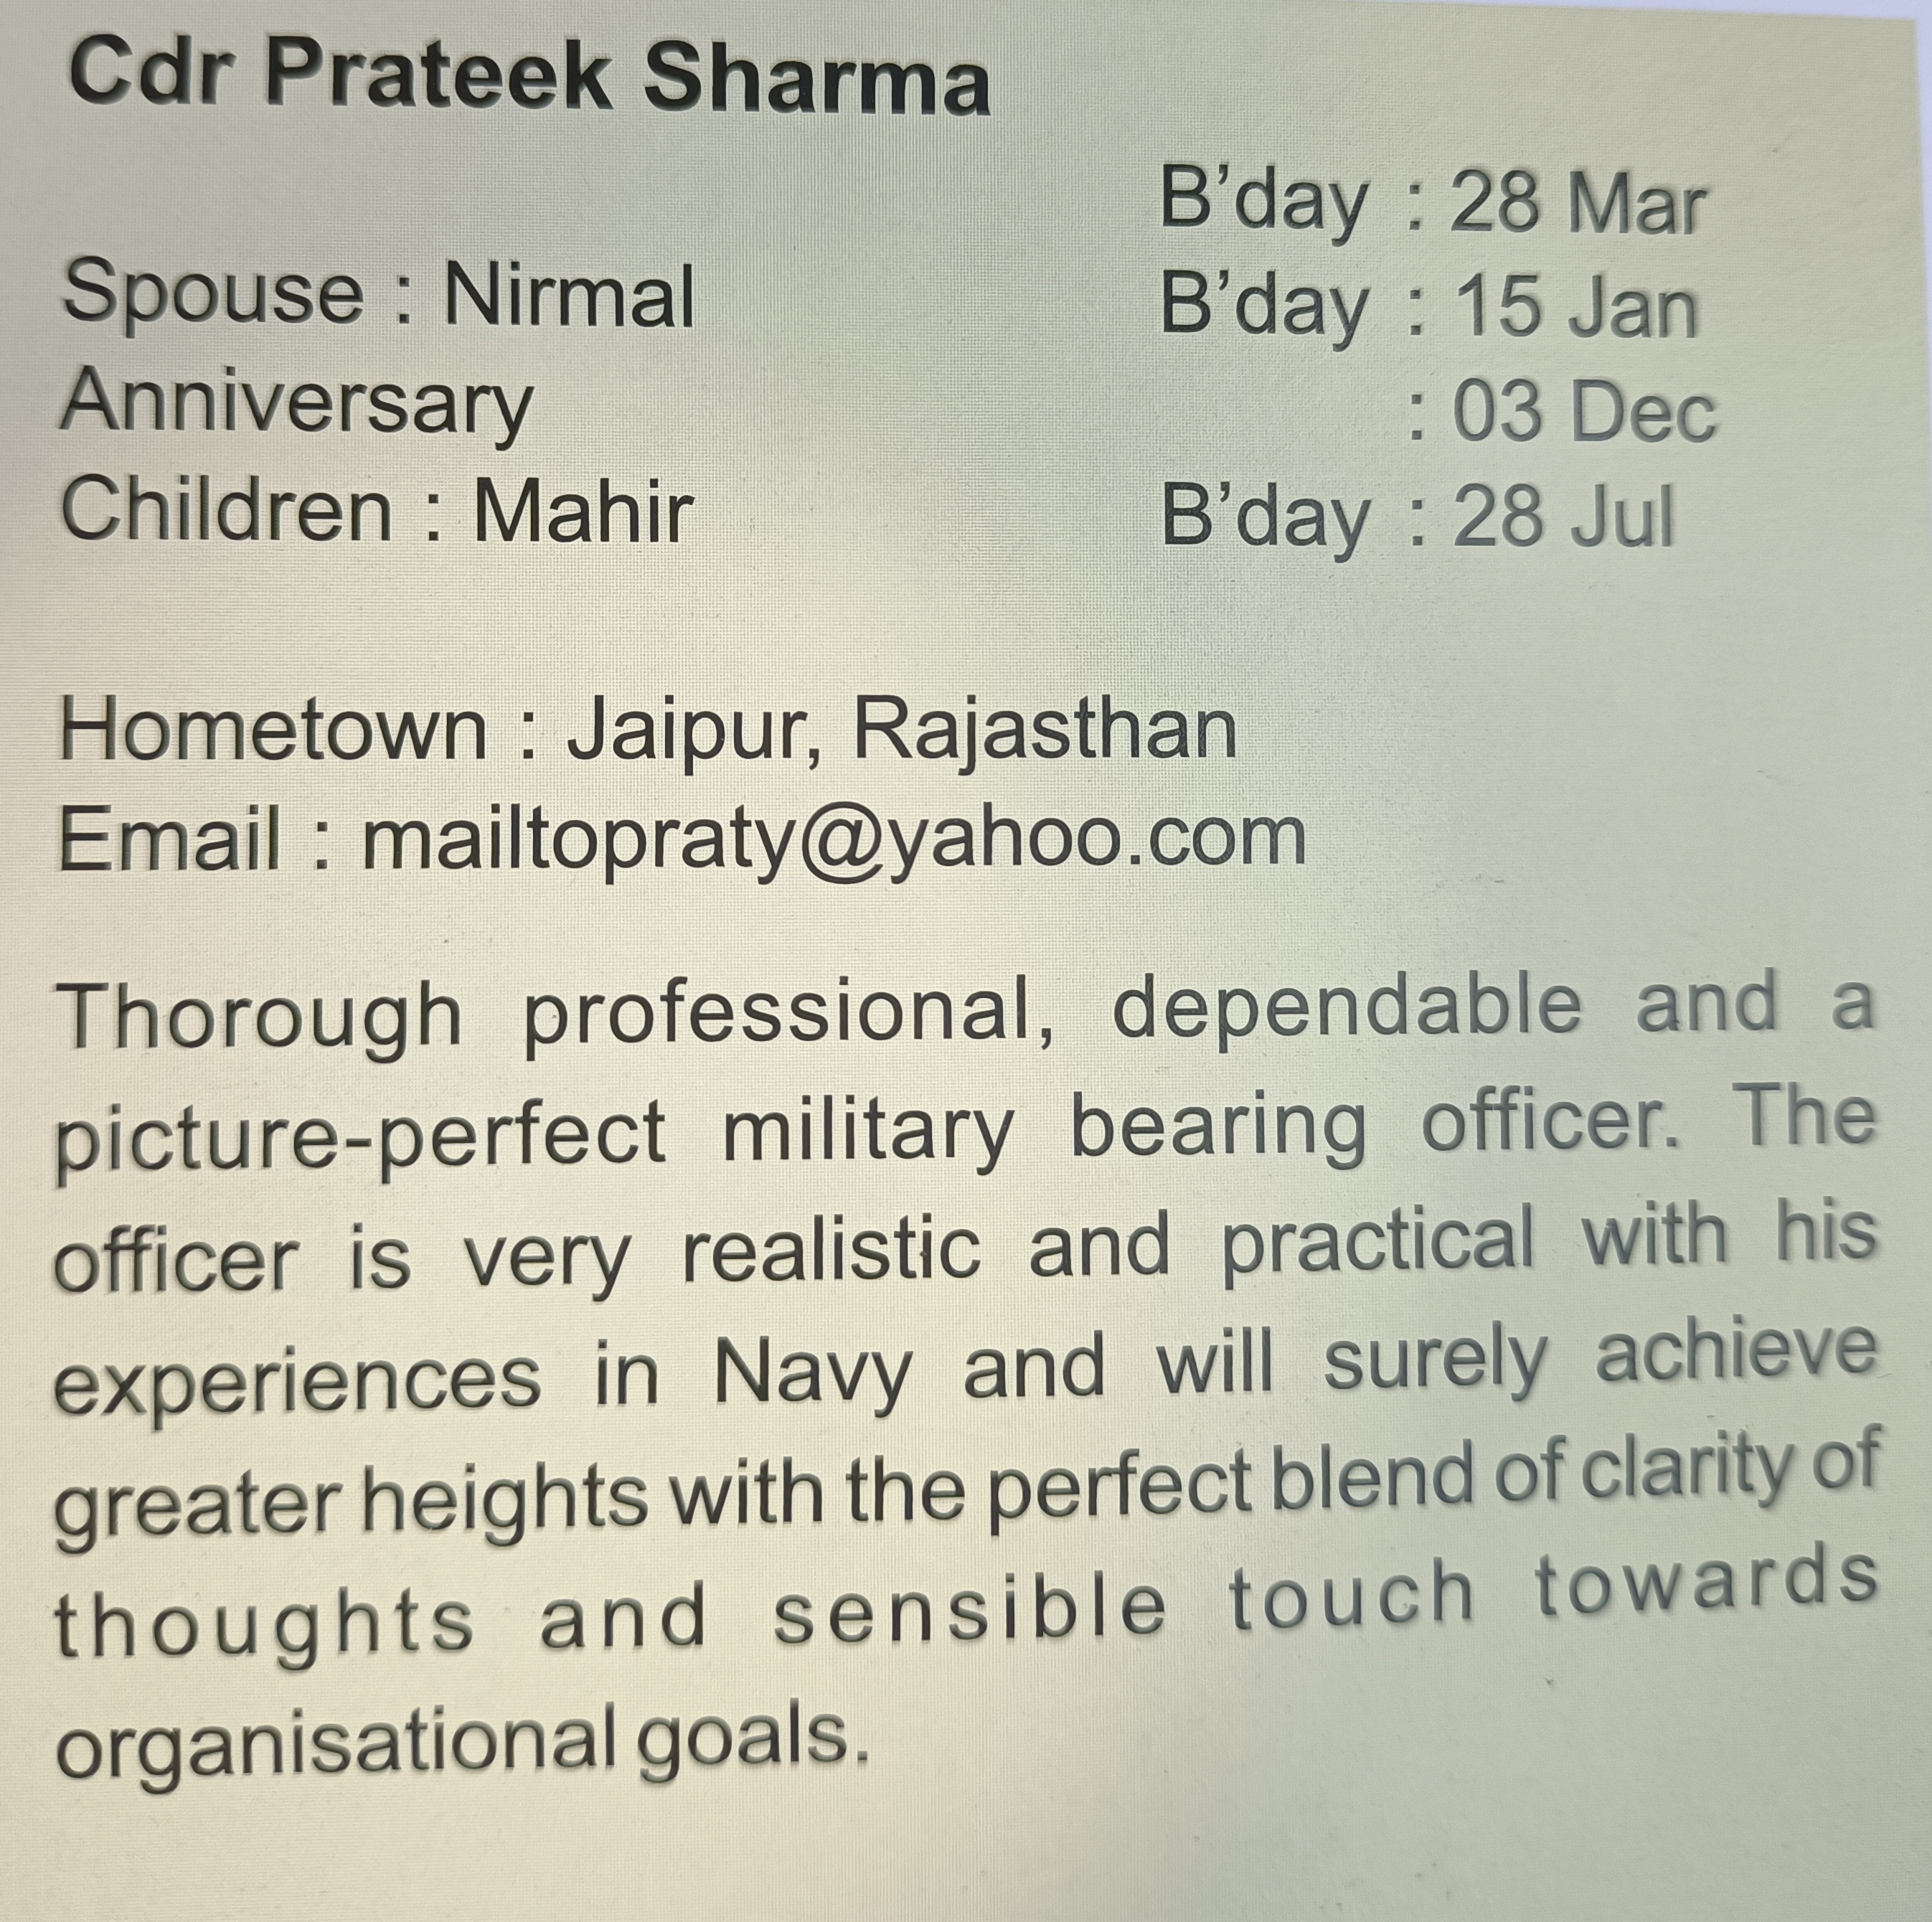 Cdr Prateek Sharma
B’day : 28 Mar
Spouse : Nirmal B’day : 15 Jan
Anniversary : 03 Dec
Children : Mahir B’day : 28 Jul
Hometown : Jaipur, Rajasthan
Email : mailtopraty@yahoo.com
Thorough professional, dependable and a
picture-perfect military bearing officer. The
officer is very realistic and practical with his
experiences in Navy and will surely achieve
greater heights with the perfect blend of clarity of
thoughts and sensible touch towards
organisational goals.